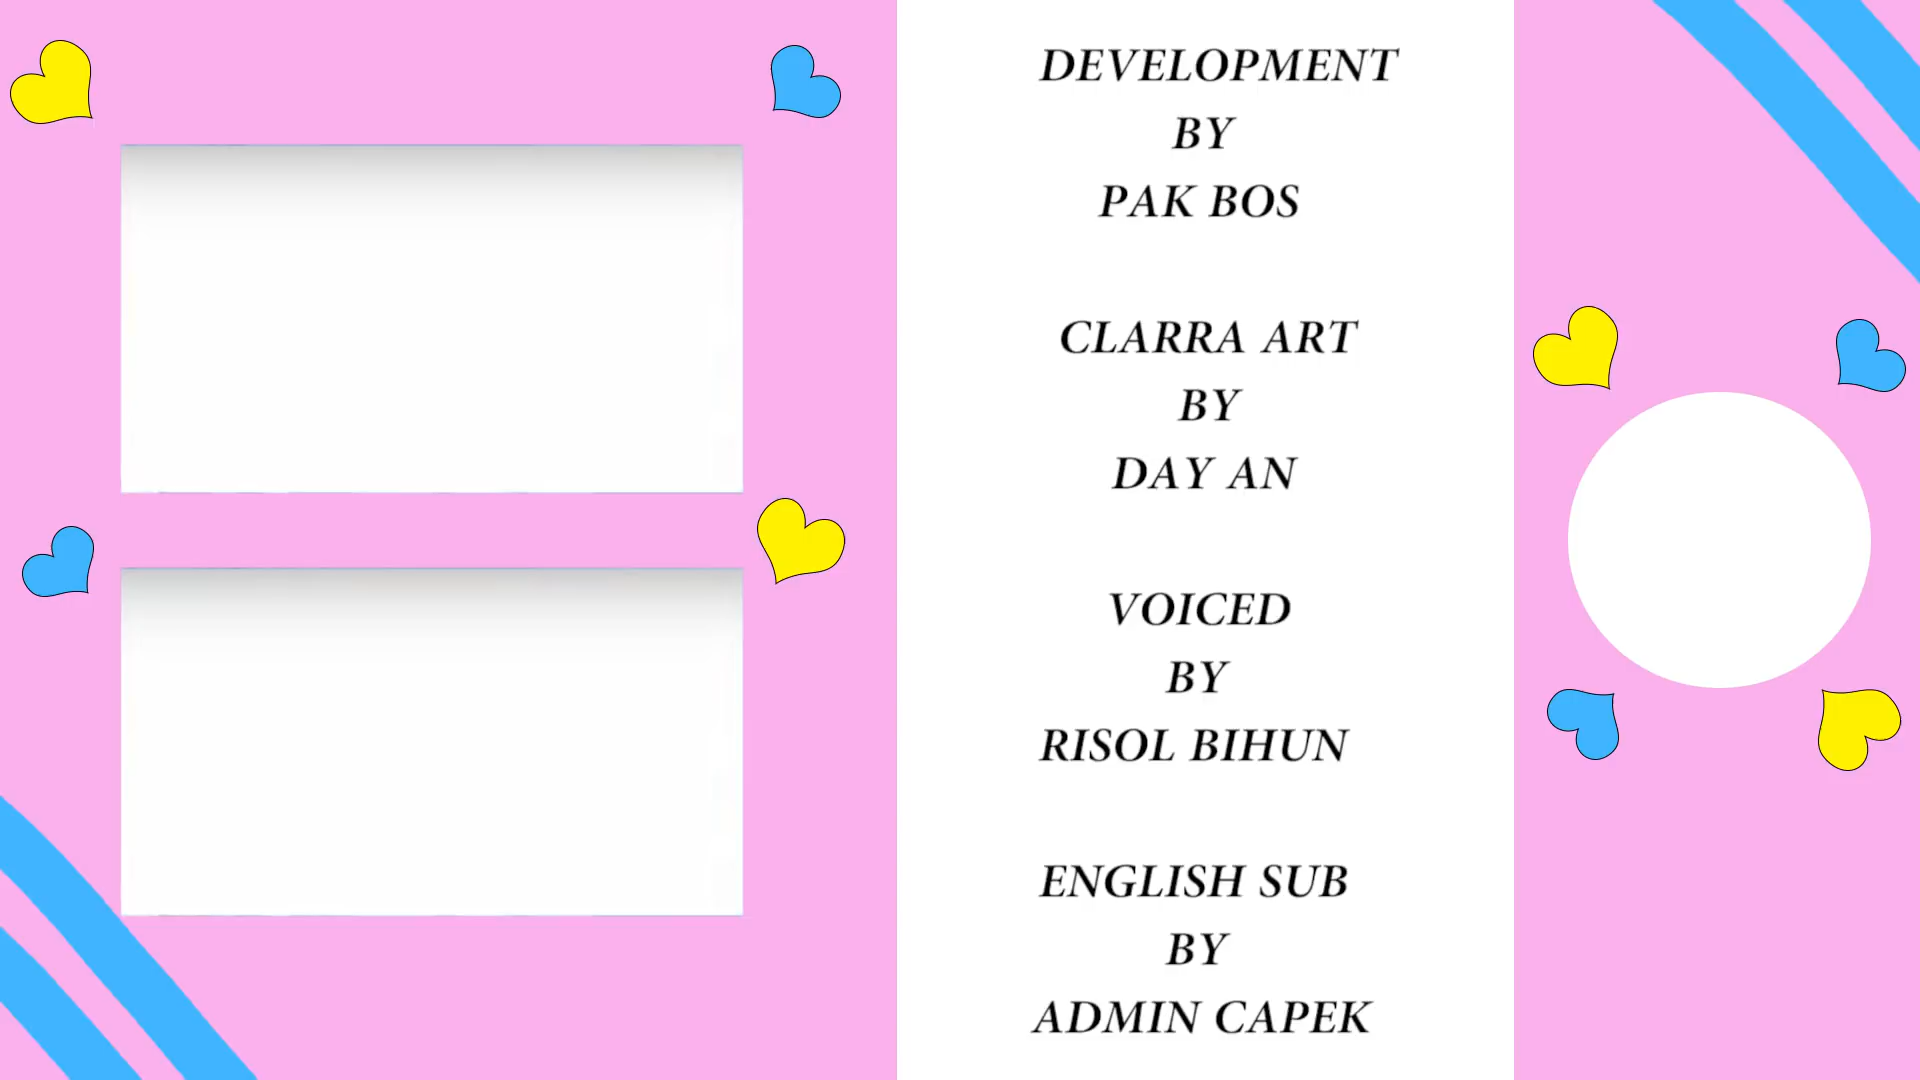 DEVELOPMENT
BY
PAK BOS
CLARRA ART
BY
DAY AN
VOICED
BY
RISOL BIHUN
ENGLISH SUB
BY
ADMIN CAPEK